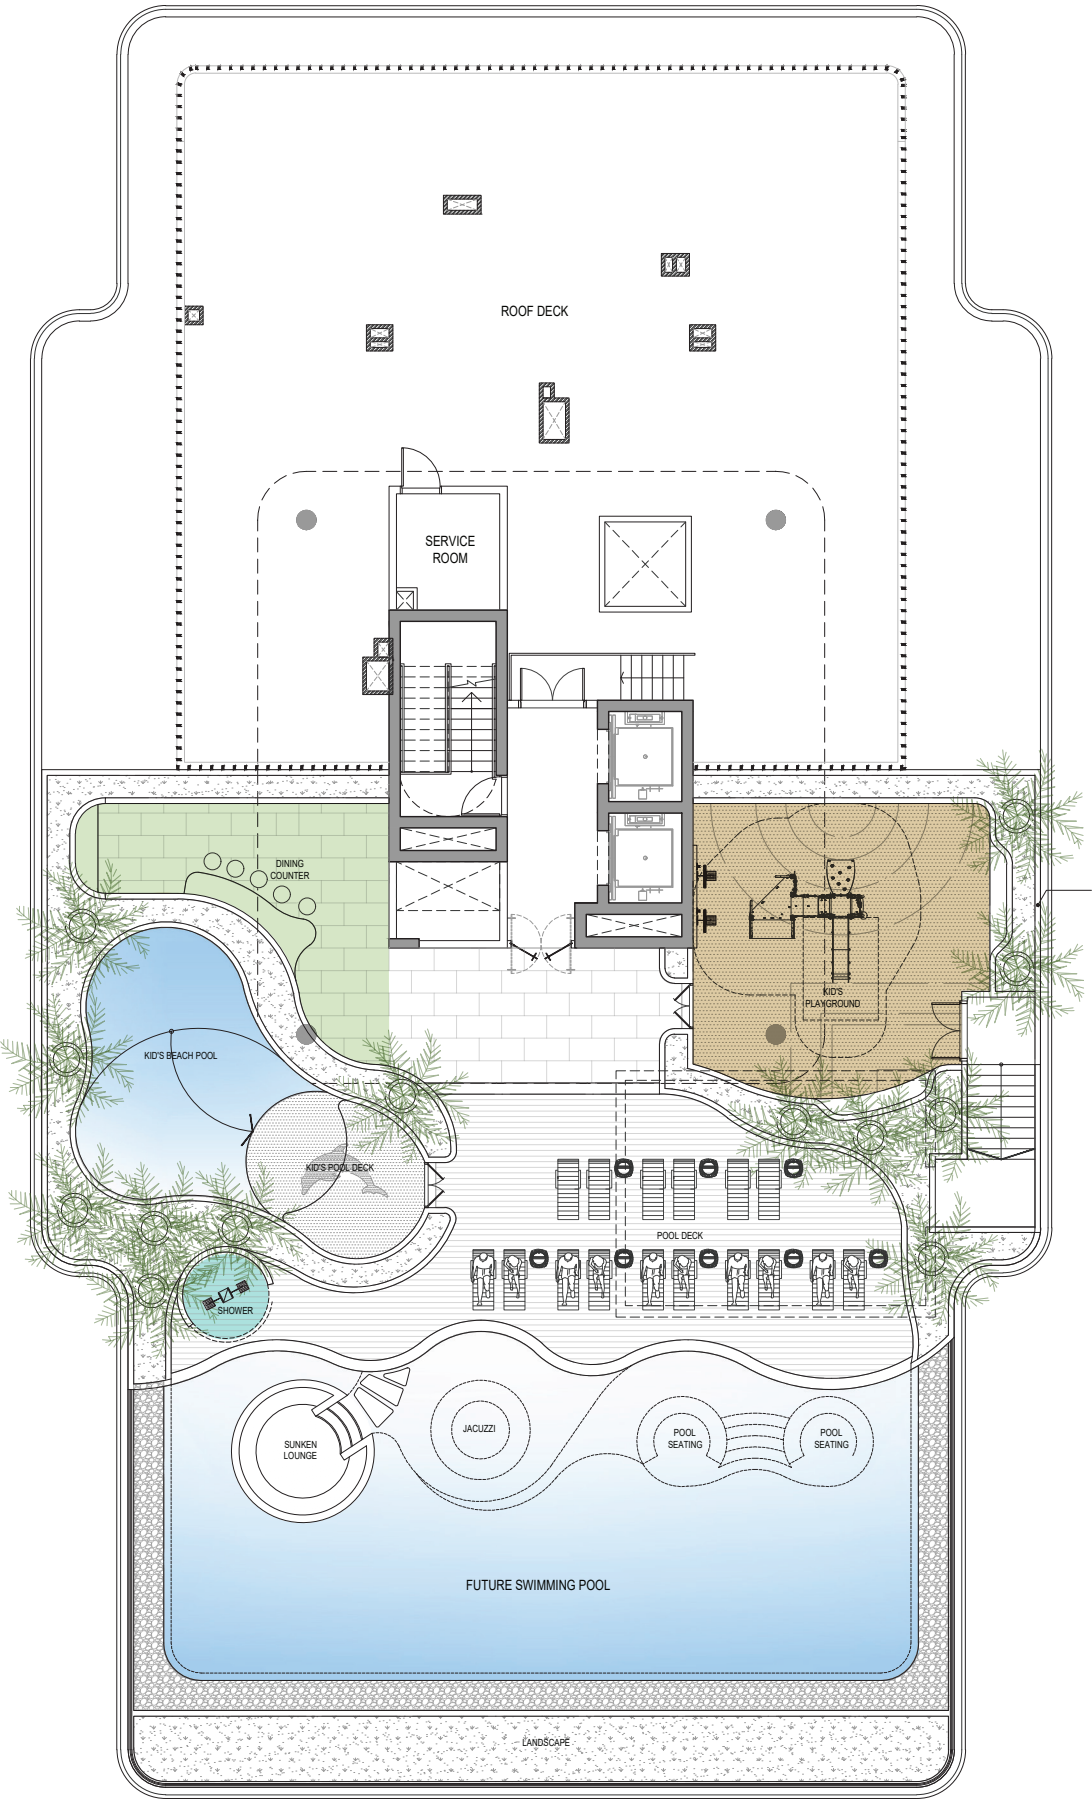 ROOF DECK
SERVICE
ROOM
DINING
COUNTER
KID'S
PLAYGROUND
KID'S BEACH POOL
KID'S POOL DECK
POOL DECK
SHOWER
SUNKEN
LOUNGE
JACUZZI
POOL
SEATING
POOL
SEATING
FUTURE SWIMMING POOL
LANDSCAPE